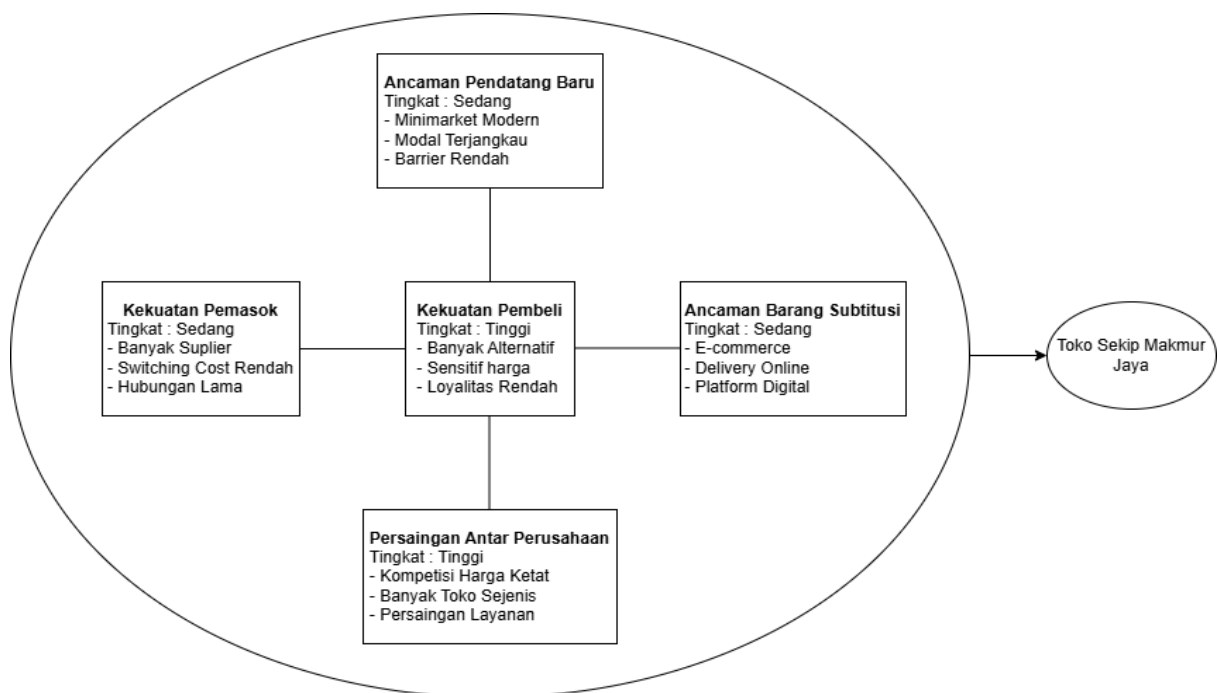 Ancaman Pendatang Baru
Tingkat : Sedang
- Minimarket Modern
- Modal Terjangkau
- Barrier Rendah
Kekuatan Pemasok
Tingkat : Sedang
- Banyak Suplier
- Switching Cost Rendah
- Hubungan Lama
Kekuatan Pembeli
Tingkat : Tinggi
- Banyak Alternatif
- Sensitif harga
- Loyalitas Rendah
Ancaman Barang Subtitusi
Tingkat : Sedang
- E-commerce
- Delivery Online
- Platform Digital
Toko Sekip Makmur
Jaya
Persaingan Antar Perusahaan
Tingkat : Tinggi
- Kompetisi Harga Ketat
- Banyak Toko Sejenis
- Persaingan Layanan